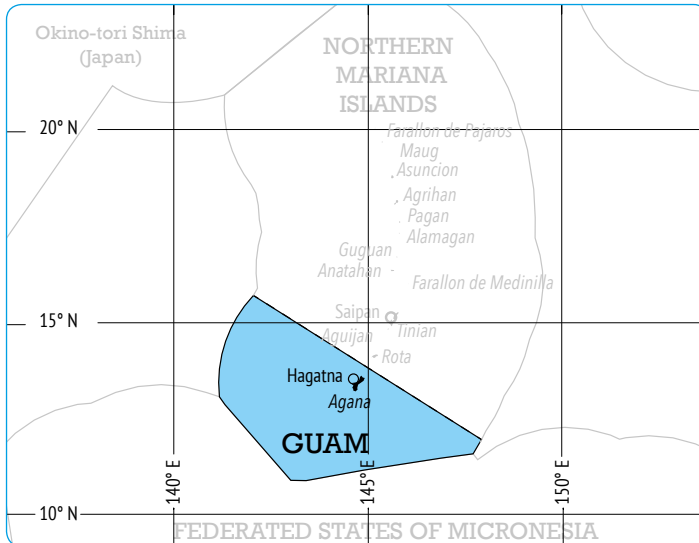 Okino-tori Shima
(Japan)
NORTHERN
MARIANA
ISLANDS
20° N
Farallon de Pajaros
Maug
Asuncion
Agrihan
Pagan
Alamagan
Guguan
Anatahan
Farallon de Medinilla
15° N
Saipan
Tinian
Aguijan
Rota
Hagatna
Agana
GUAM
140° E
145° E
150° E
10° N
FEDERATED STATES OF MICRONESIA